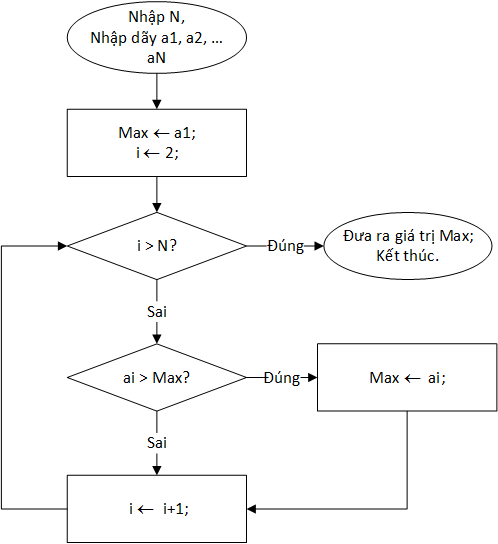 Nhập N,
Nhập dãy a1, a2, ...
aN
Max ← a1;
i ← 2;
i > N?
Đúng
Đưa ra giá trị Max;
Kết thúc.
Sai
ai > Max?
Đúng
Max ← ai;
Sai
i ← i+1;